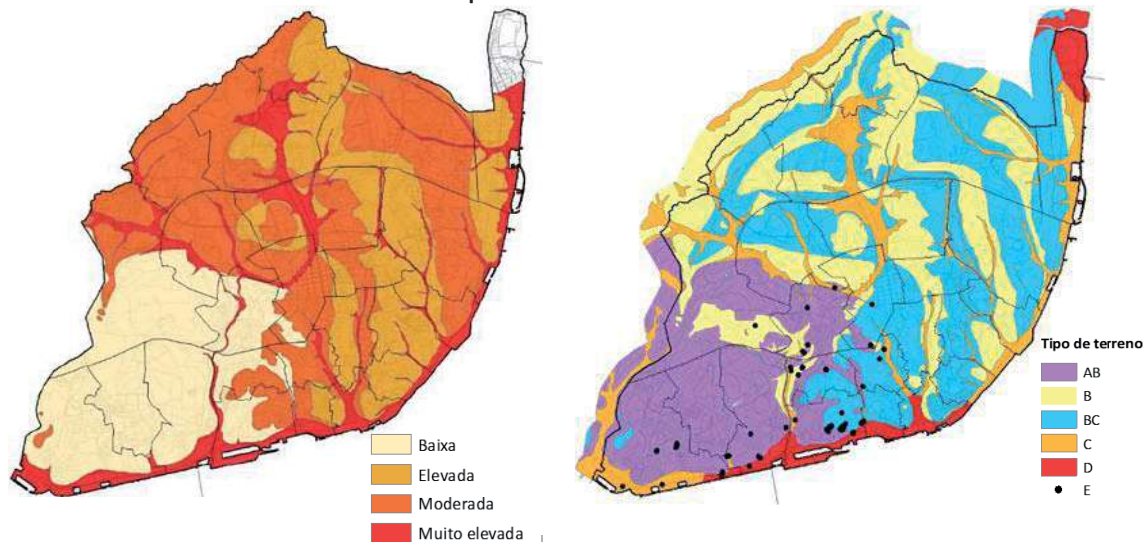 Baixa
Elevada
Moderada
Muito elevada
Tipo de terreno
AB
B
BC
C
D
E